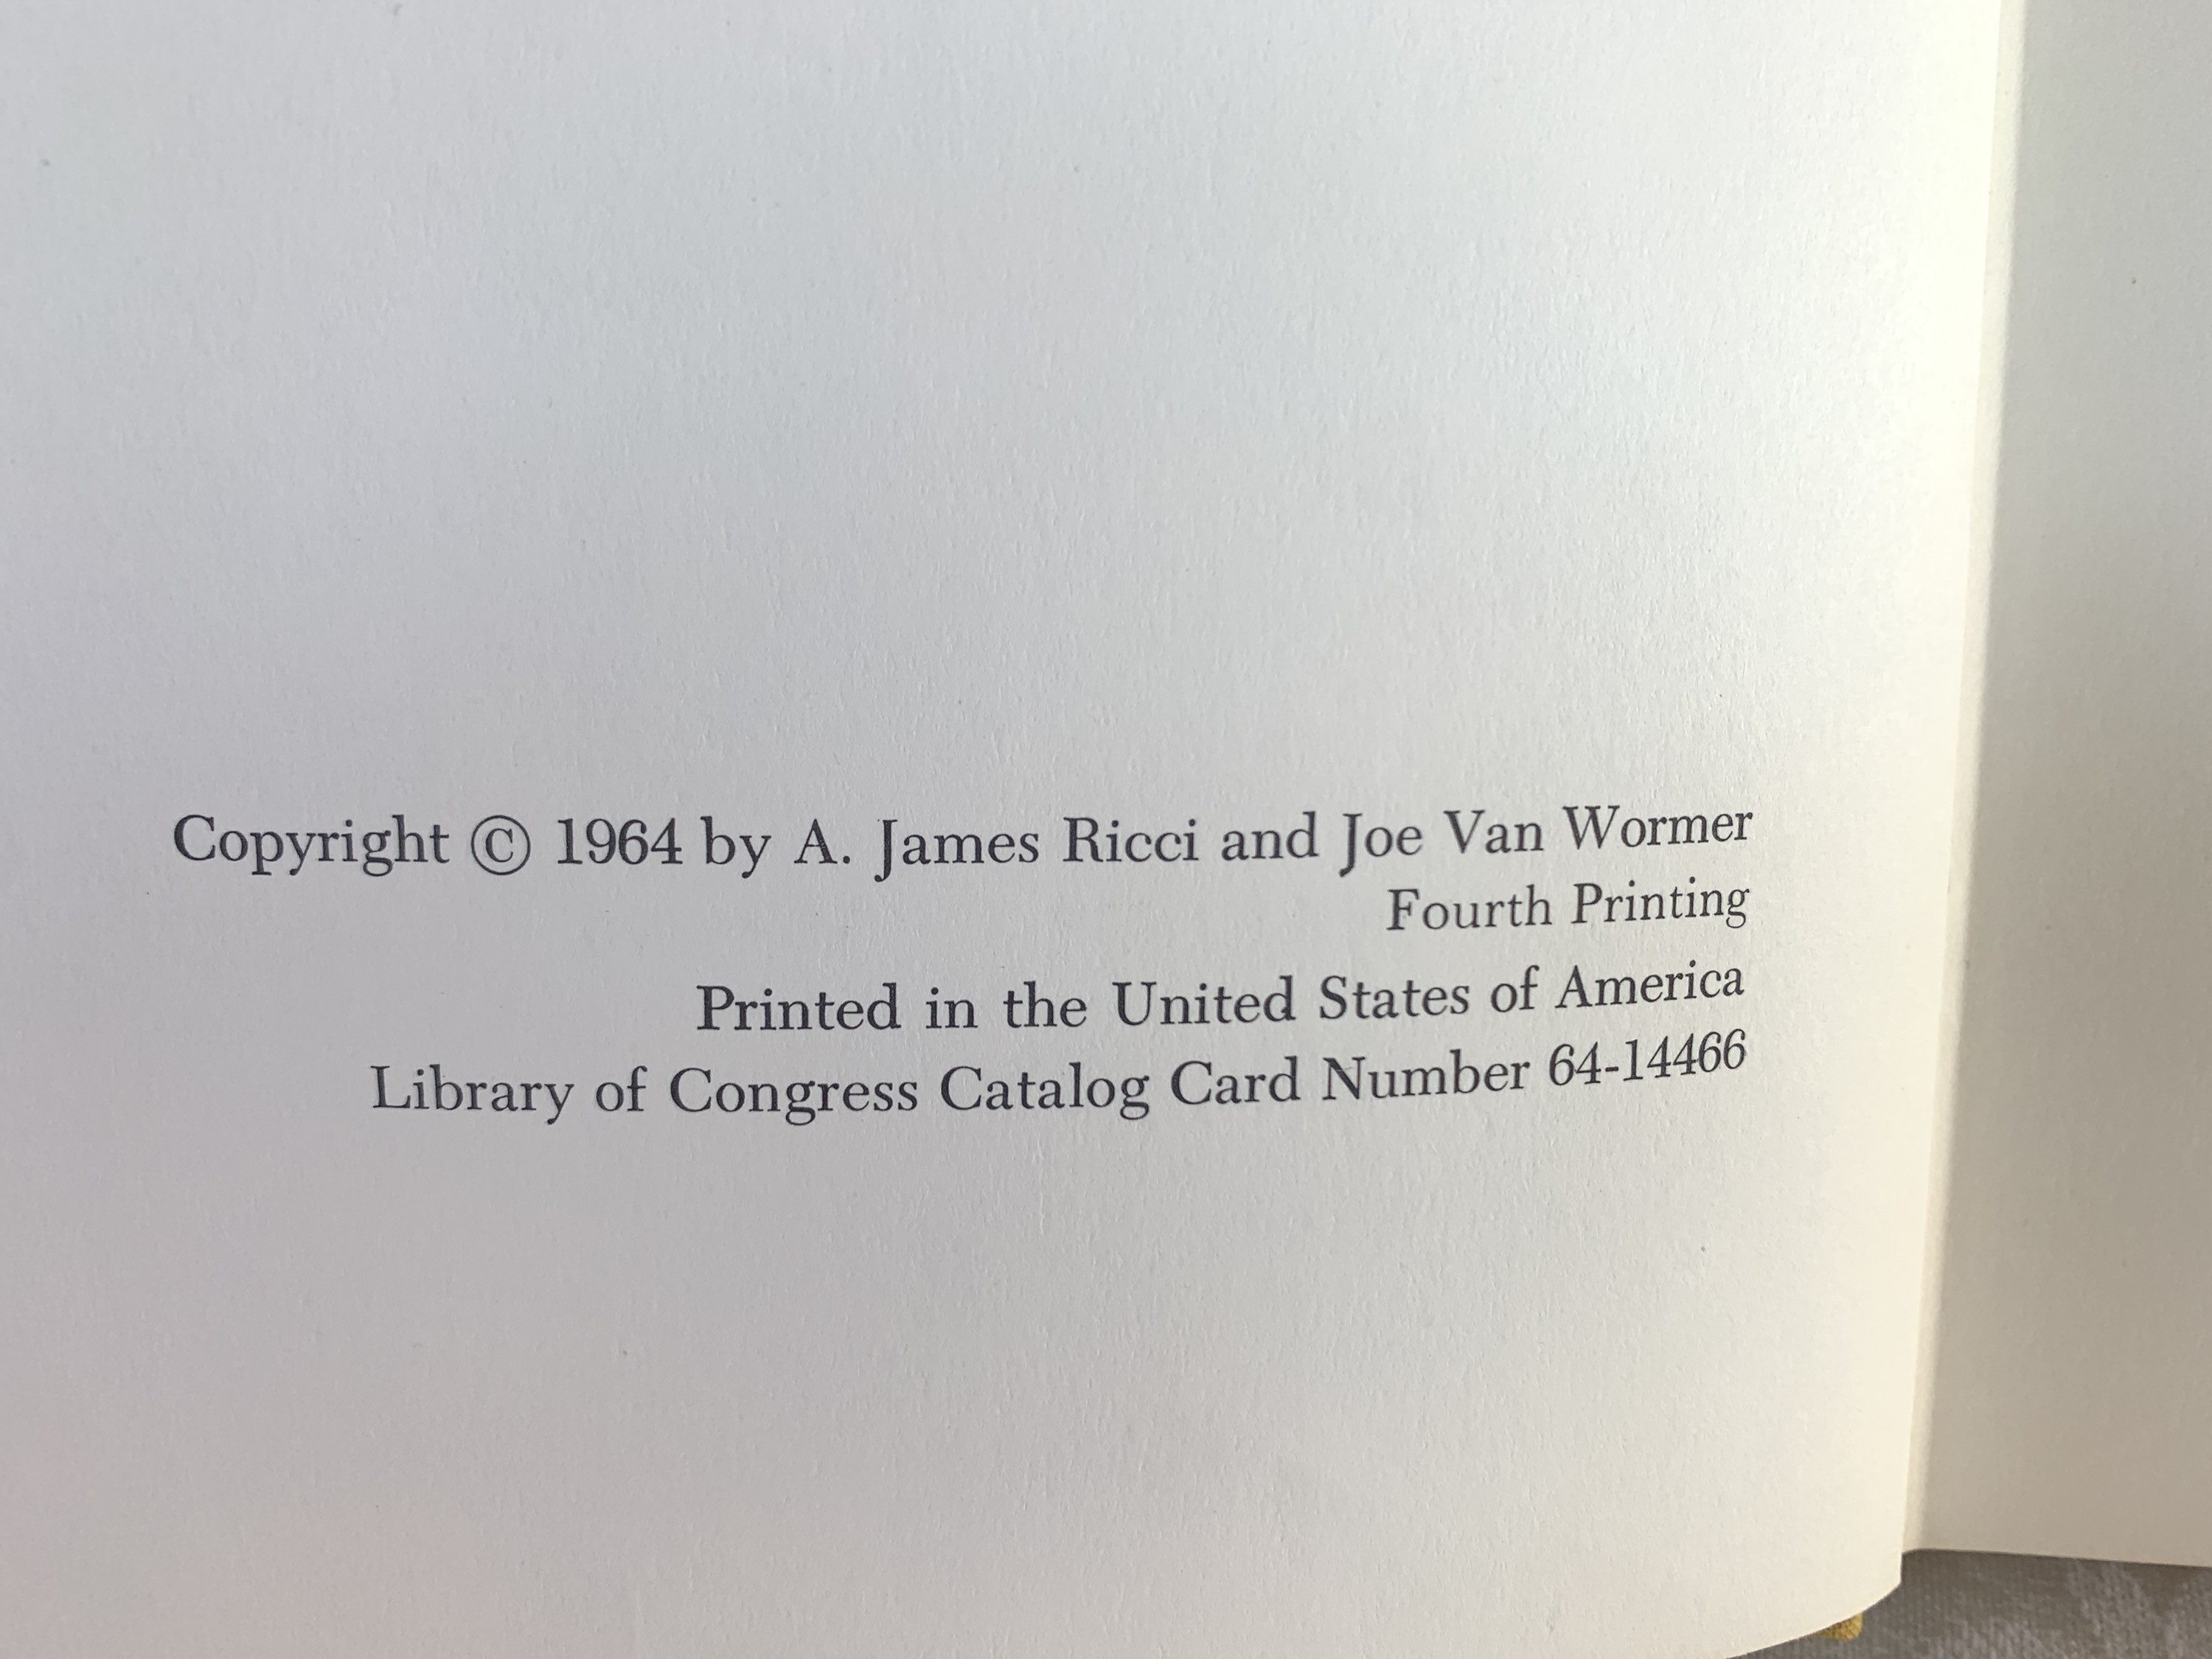 Copyright © 1964 by A. James Ricci and Joe Van Wormer
Fourth Printing
Printed in the United States of America
Library of Congress Catalog Card Number 64-14466